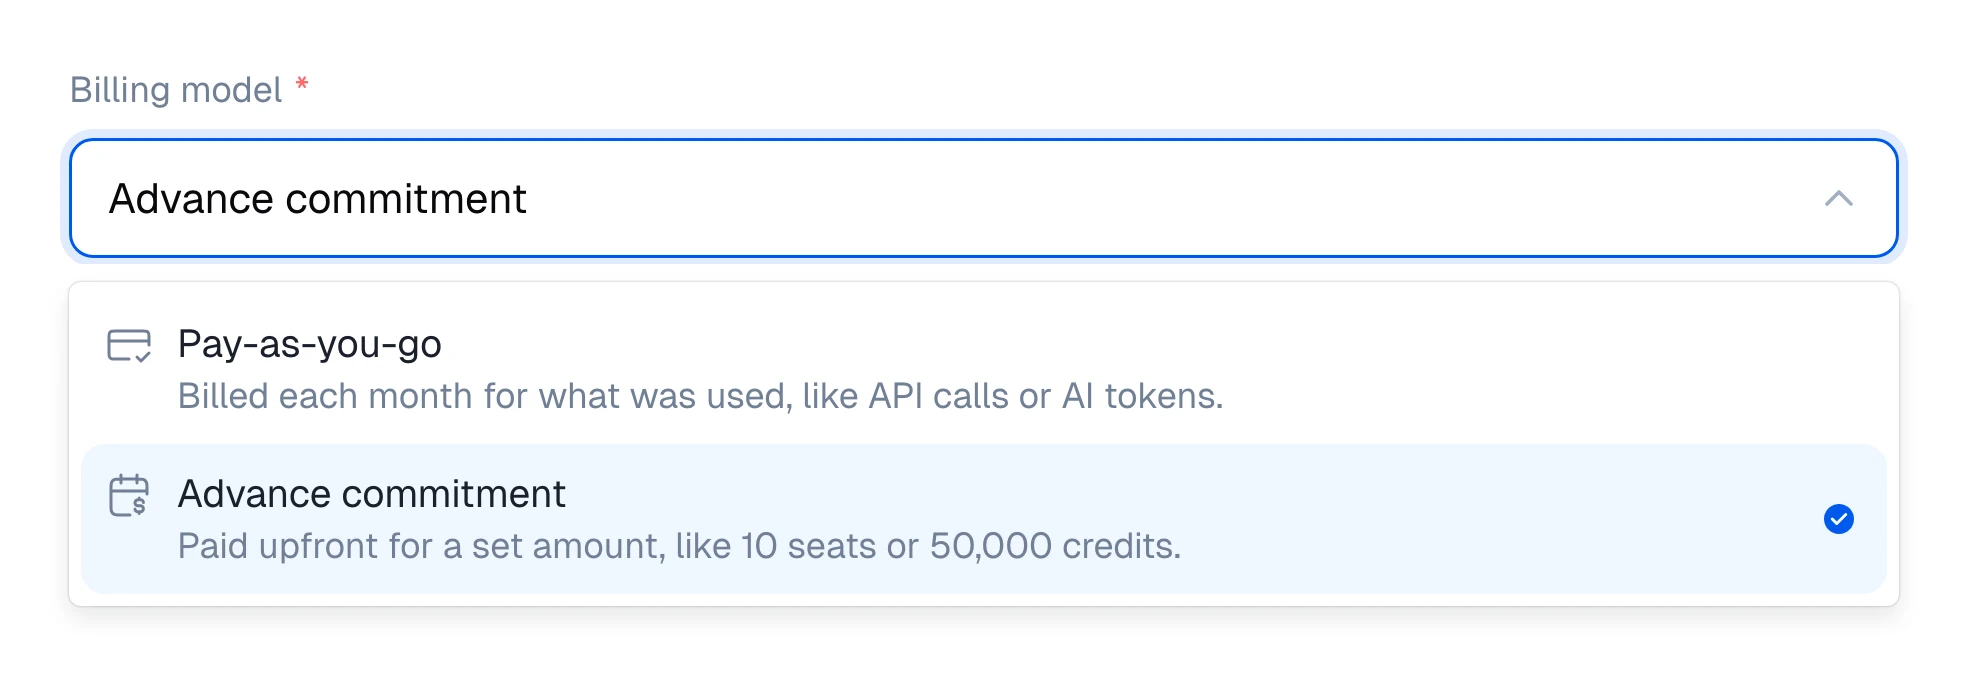 Billing model *
Advance commitment
Pay-as-you-go
Billed each month for what was used, like API calls or AI tokens.
Advance commitment
Paid upfront for a set amount, like 10 seats or 50,000 credits.